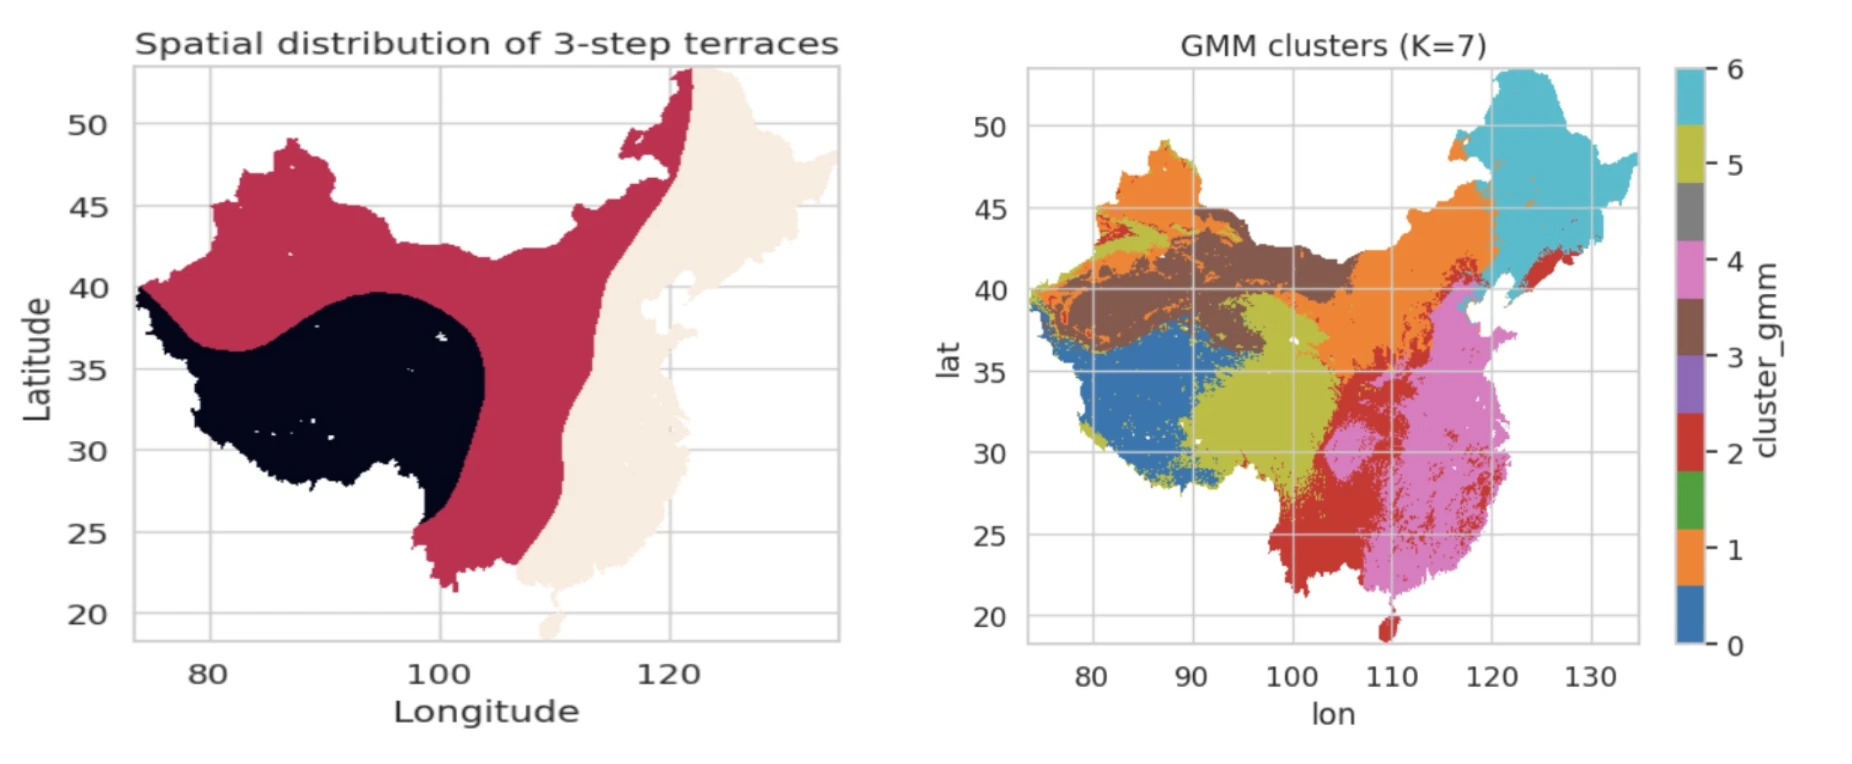 Spatial distribution of 3-step terraces
50
45
40
35
30
25
20
Latitude
80 100 120
Longitude
GMM clusters (K=7)
50
45
40
35
30
25
20
lat
80 90 100 110 120 130
lon
6
5
4
3
2
1
0
cluster_gmm